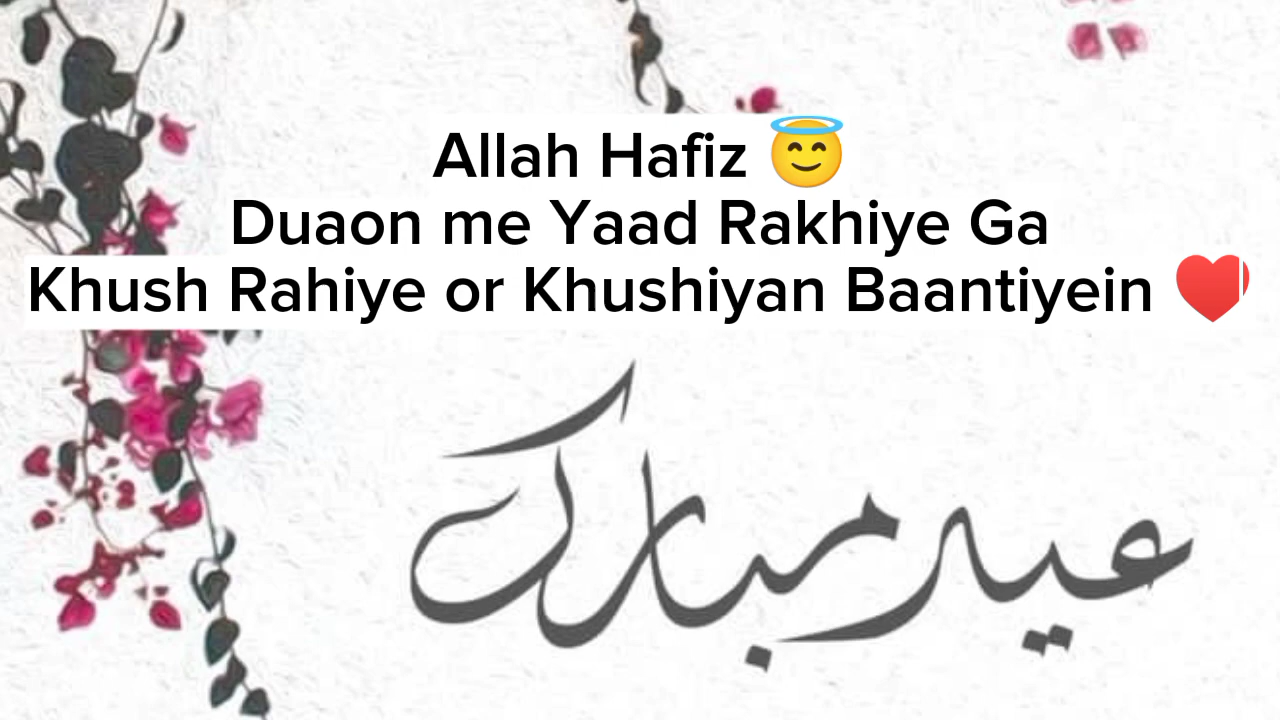 Allah Hafiz 😇
Duaon me Yaad Rakhiye Ga
Khush Rahiye or Khushiyan Baantiyein ♥️
عید مبارک